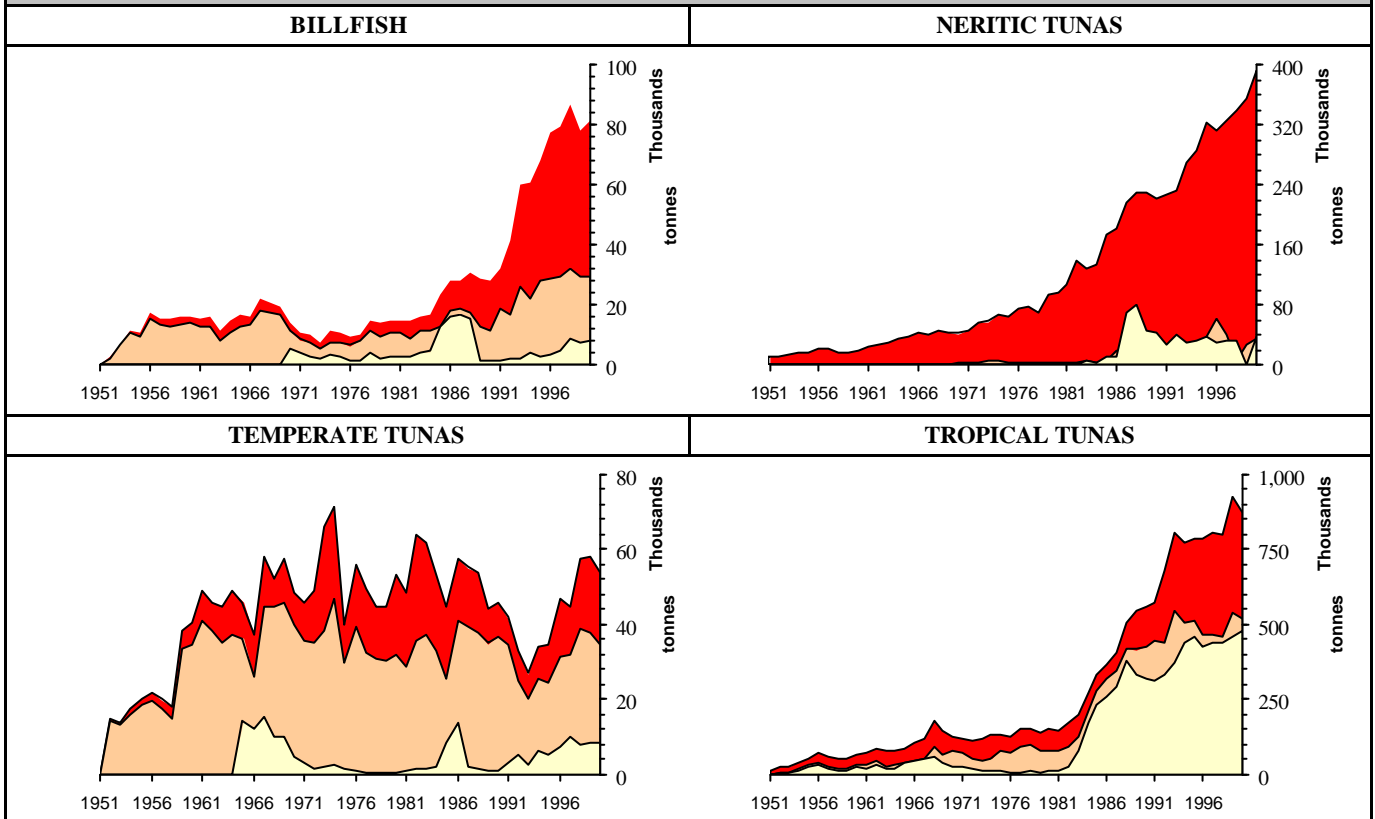 BILLFISH
100
80
60
40
20
0
Thousands
tonnes
1951 1956 1961 1966 1971 1976 1981 1986 1991 1996
NERITIC TUNAS
400
320
240
160
80
0
Thousands
tonnes
1951 1956 1961 1966 1971 1976 1981 1986 1991 1996
TEMPERATE TUNAS
80
60
40
20
0
Thousands
tonnes
1951 1956 1961 1966 1971 1976 1981 1986 1991 1996
TROPICAL TUNAS
1,000
750
500
250
0
Thousands
tonnes
1951 1956 1961 1966 1971 1976 1981 1986 1991 1996